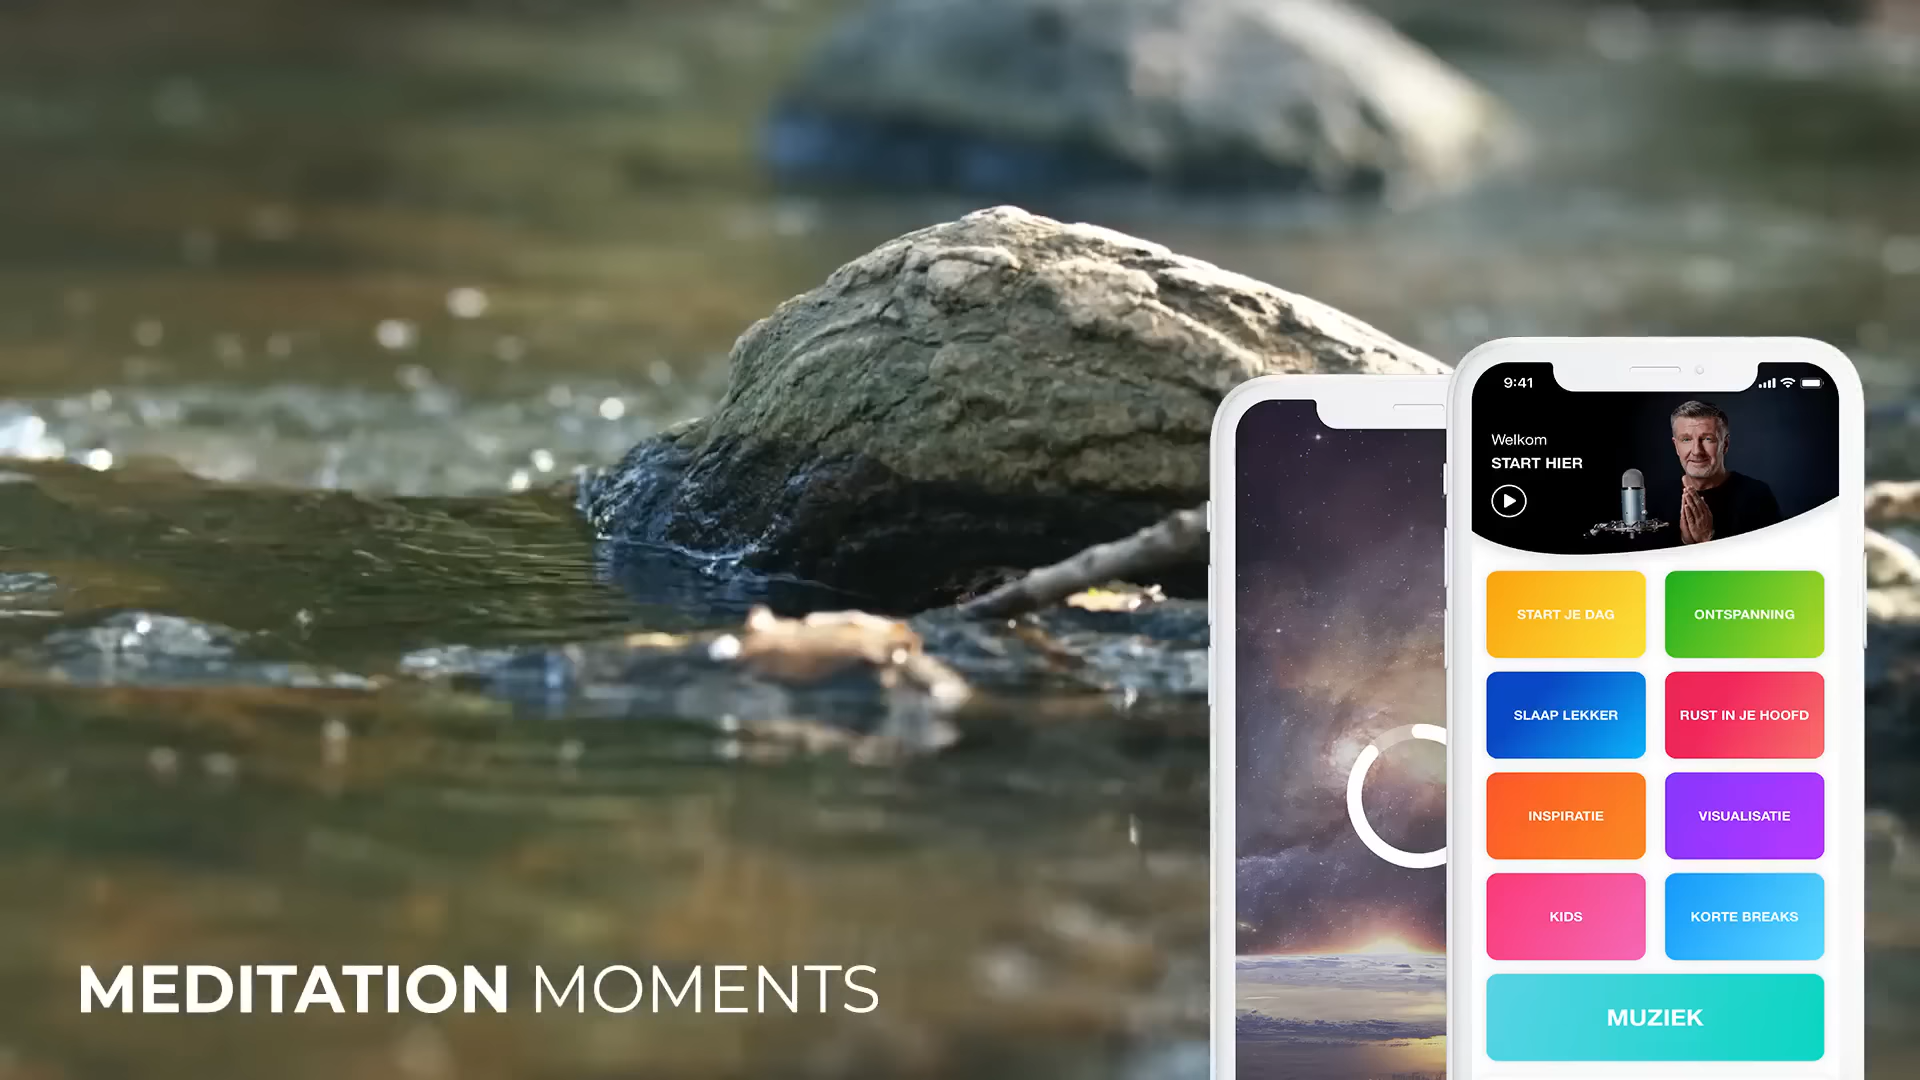 9:41
Welkom
START HIER
START JE DAG
ONTSPANNING
SLAAP LEKKER
RUST IN JE HOOFD
INSPIRATIE
VISUALISATIE
KIDS
KORTE BREAKS
MUZIEK
MEDITATION MOMENTS